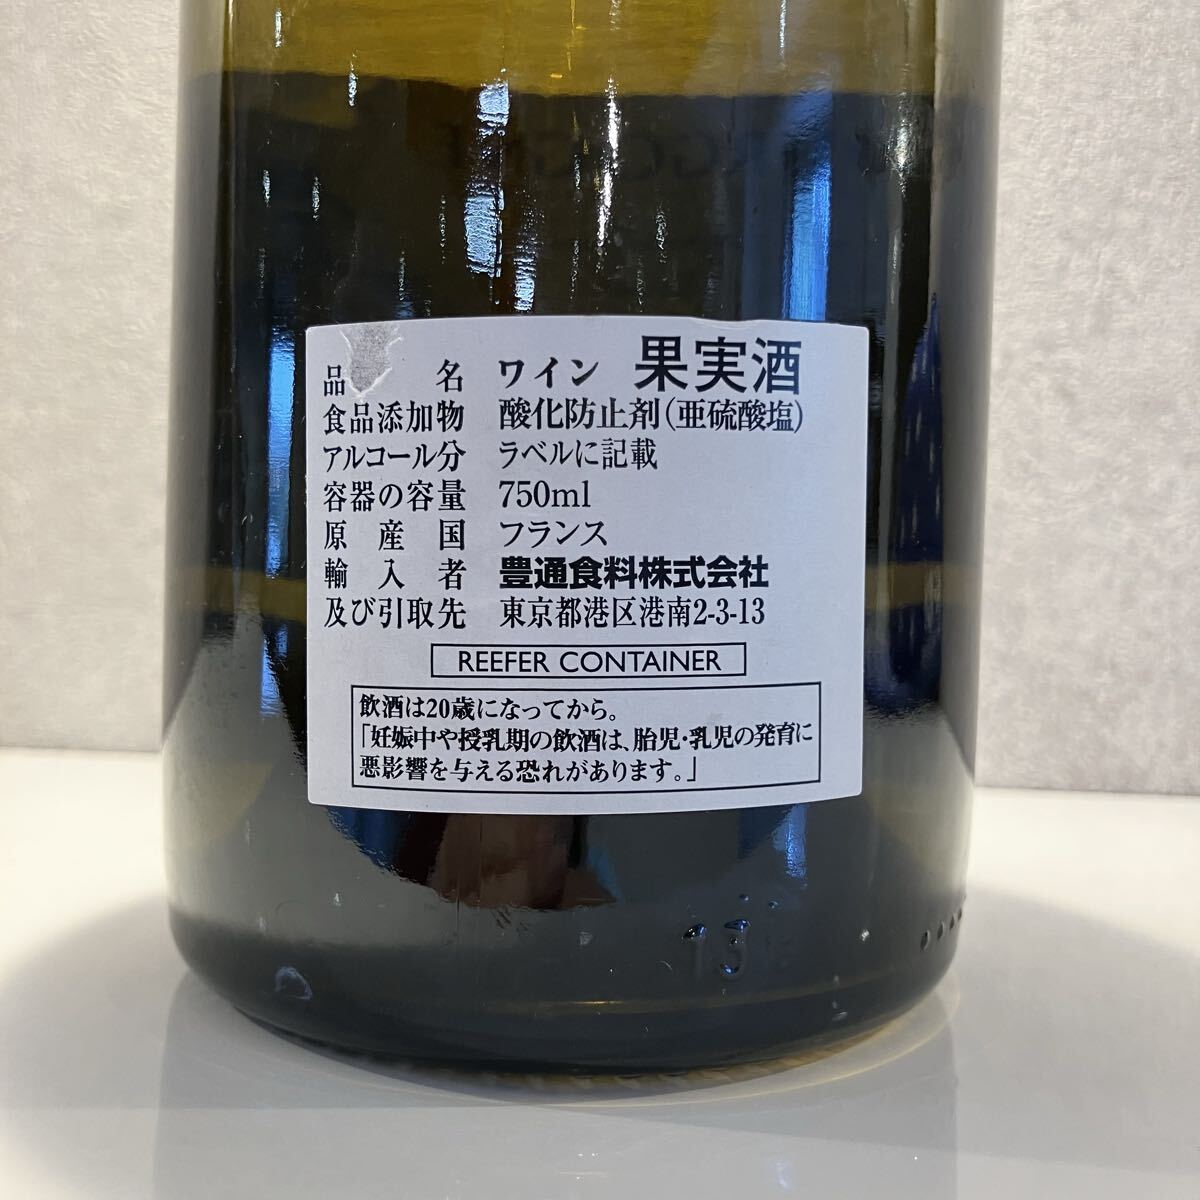 品 名 ワイン 果実酒
食品添加物 酸化防止剤(亜硫酸塩)
アルコール分 ラベルに記載
容器の容量 750ml
原産国 フランス
輸入者 豊通食料株式会社
及び引取先 東京都港区港南2-3-13
REEFER CONTAINER
飲酒は20歳になってから。
「妊娠中や授乳期の飲酒は、胎児・乳児の発育に
悪影響を与える恐れがあります。」
13